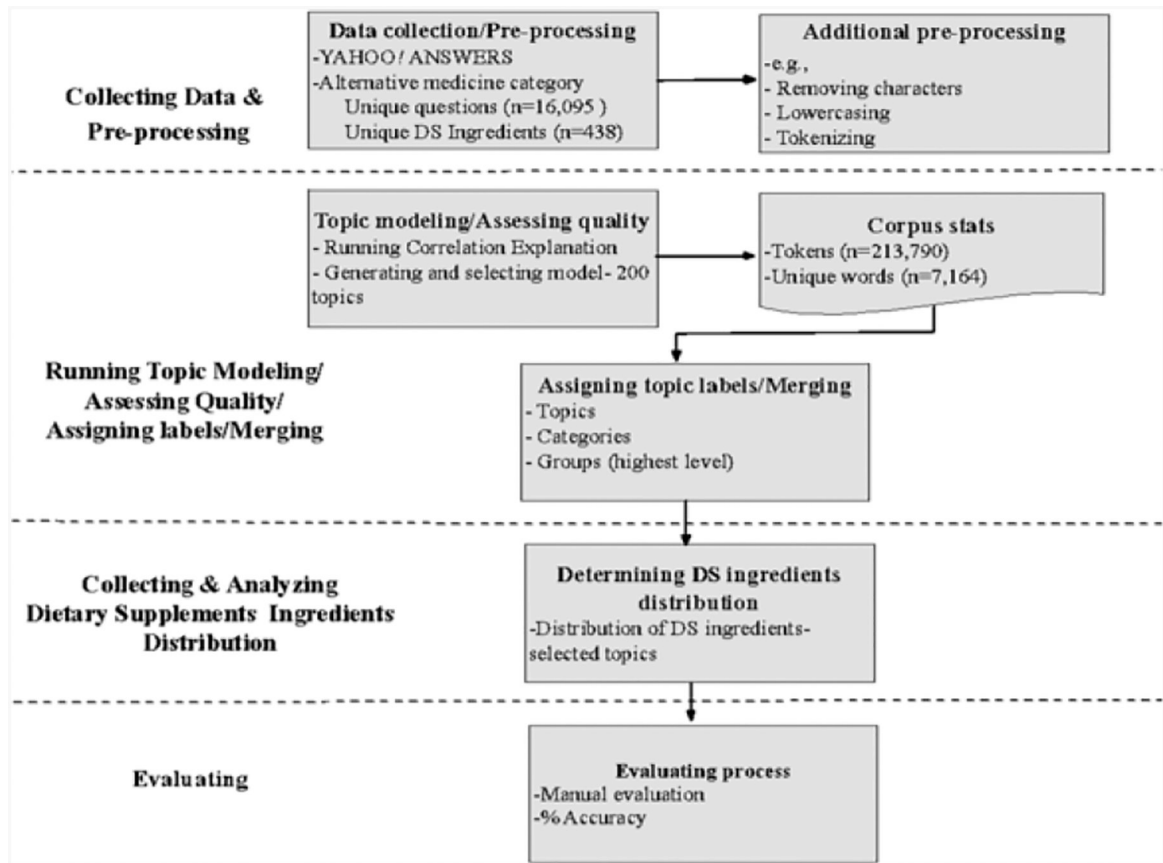 Collecting Data &
Pre-processing
Data collection/Pre-processing
-YAHOO! ANSWERS
-Alternative medicine category
Unique questions (n=16,095 )
Unique DS Ingredients (n=438)
Additional pre-processing
-e.g.,
- Removing characters
- Lowercasing
- Tokenizing
Running Topic Modeling/
Assessing Quality/
Assigning labels/Merging
Topic modeling/Assessing quality
- Running Correlation Explanation
- Generating and selecting model- 200
topics
Corpus stats
-Tokens (n=213,790)
-Unique words (n=7,164)
Assigning topic labels/Merging
- Topics
- Categories
- Groups (highest level)
Collecting & Analyzing
Dietary Supplements Ingredients
Distribution
Determining DS ingredients
distribution
-Distribution of DS ingredients-
selected topics
Evaluating
Evaluating process
-Manual evaluation
-% Accuracy